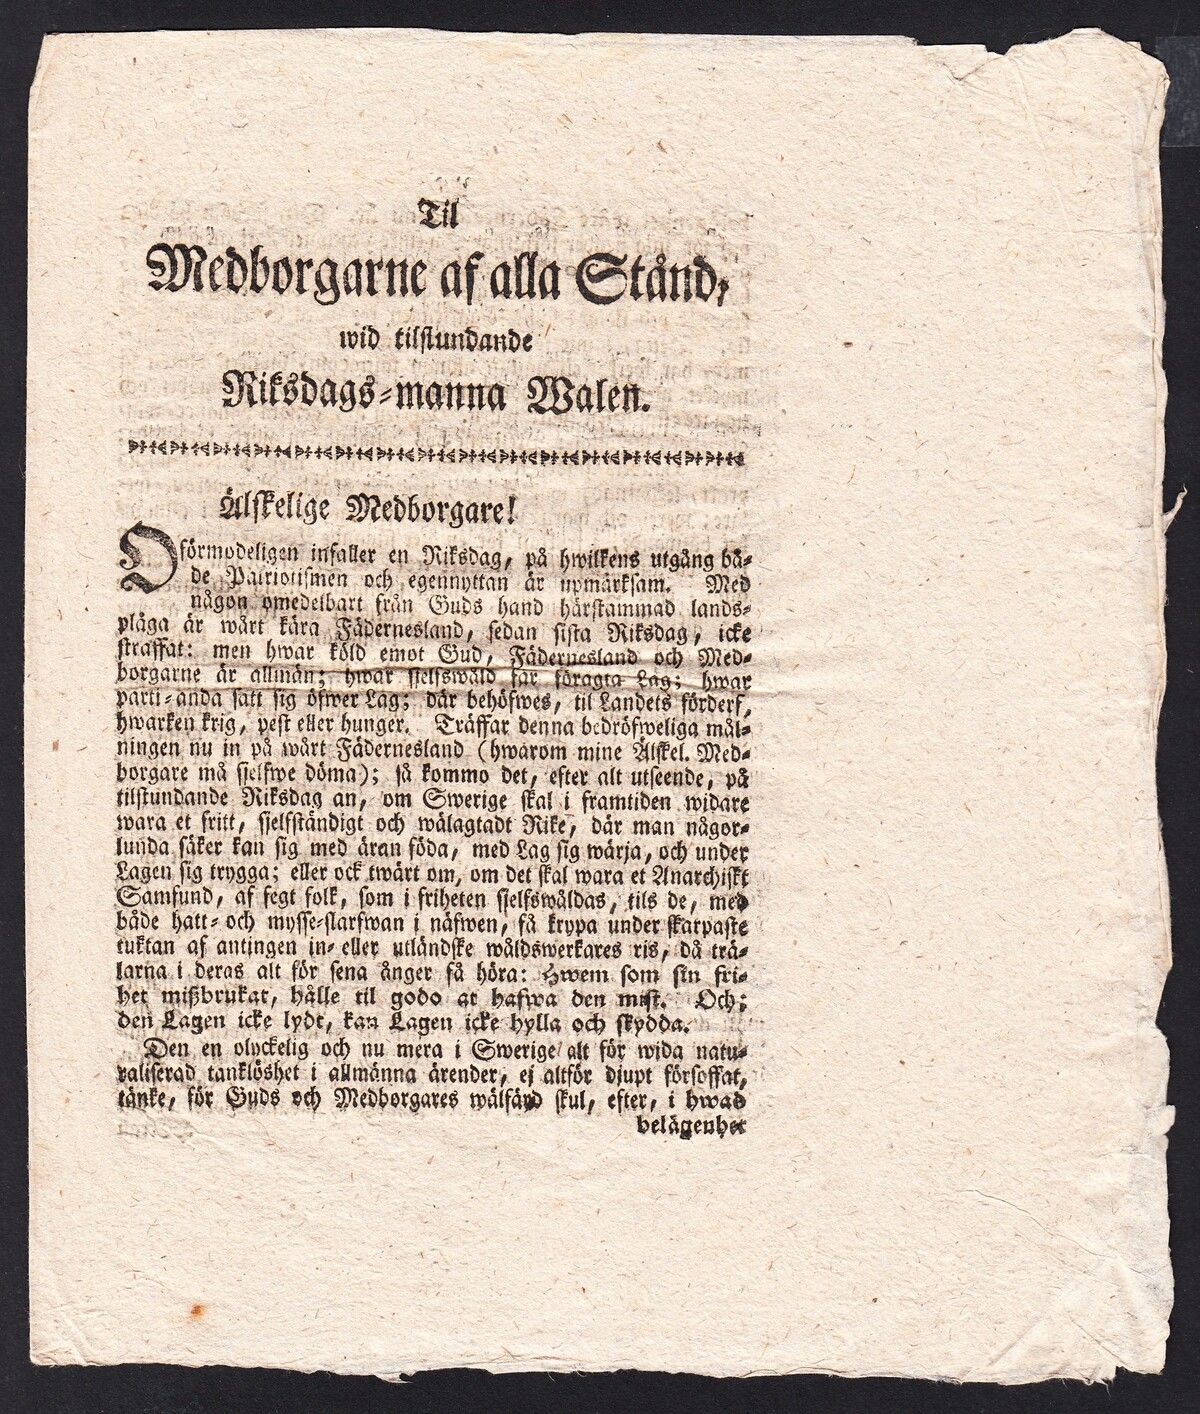 Til
Medborgarne af alla Stånd,
wid tilstundande
Riksdags-manna Walen.
Älskelige Medborgare!
Oförmodeligen infaller en Riksdag, på hwilkens utgång bå-
de Patriotismen och egennyttan är upmärksam. Med
någon omedelbart från Guds hand härstammad lands-
plåga är wårt kära Fädernesland, sedan sista Riksdag, icke
straffat: men hwar köld emot Gud, Fädernesland och Med-
borgarne är allmän; hwar sjelfswåld får föragta Lag; hwar
parti-anda satt sig öfwer Lag; där behöfwes, til Landets förderf,
hwarken krig, pest eller hunger. Träffar denna bedröfweliga mål-
ningen nu in på wårt Fädernesland (hwarom mine Älskel. Med-
borgare må sjelfwe döma); så kommo det, efter alt utseende, på
tilstundande Riksdag an, om Swerige skal i framtiden widare
wara et fritt, sjelfständigt och wälagtadt Rike, där man någor-
lunda säker kan sig med äran föda, med Lag sig wärja, och under
Lagen sig trygga; eller ock twärt om, om det skal wara et Anarchiskt
Samfund, af fegt folk, som i friheten sjelfswåldas, tils de, med
både hatt- och mysse-slarfwan i näfwen, få krypa under skarpaste
tuktan af antingen in- eller utländske wåldswerkares ris, då trä-
larna i deras alt för sena ånger få höra: Hwem som sin fri-
het mißbrukat, hålle til godo at hafwa den mist. Och:
den Lagen icke lydt, kan Lagen icke hylla och skydda.
Den en olyckelig och nu mera i Swerige alt för wida natu-
raliserad tanklöshet i allmänna ärender, ej altför djupt försoffat,
tänke, för Guds och Medborgares wälfärd skul, efter, i hwad
belägenhet